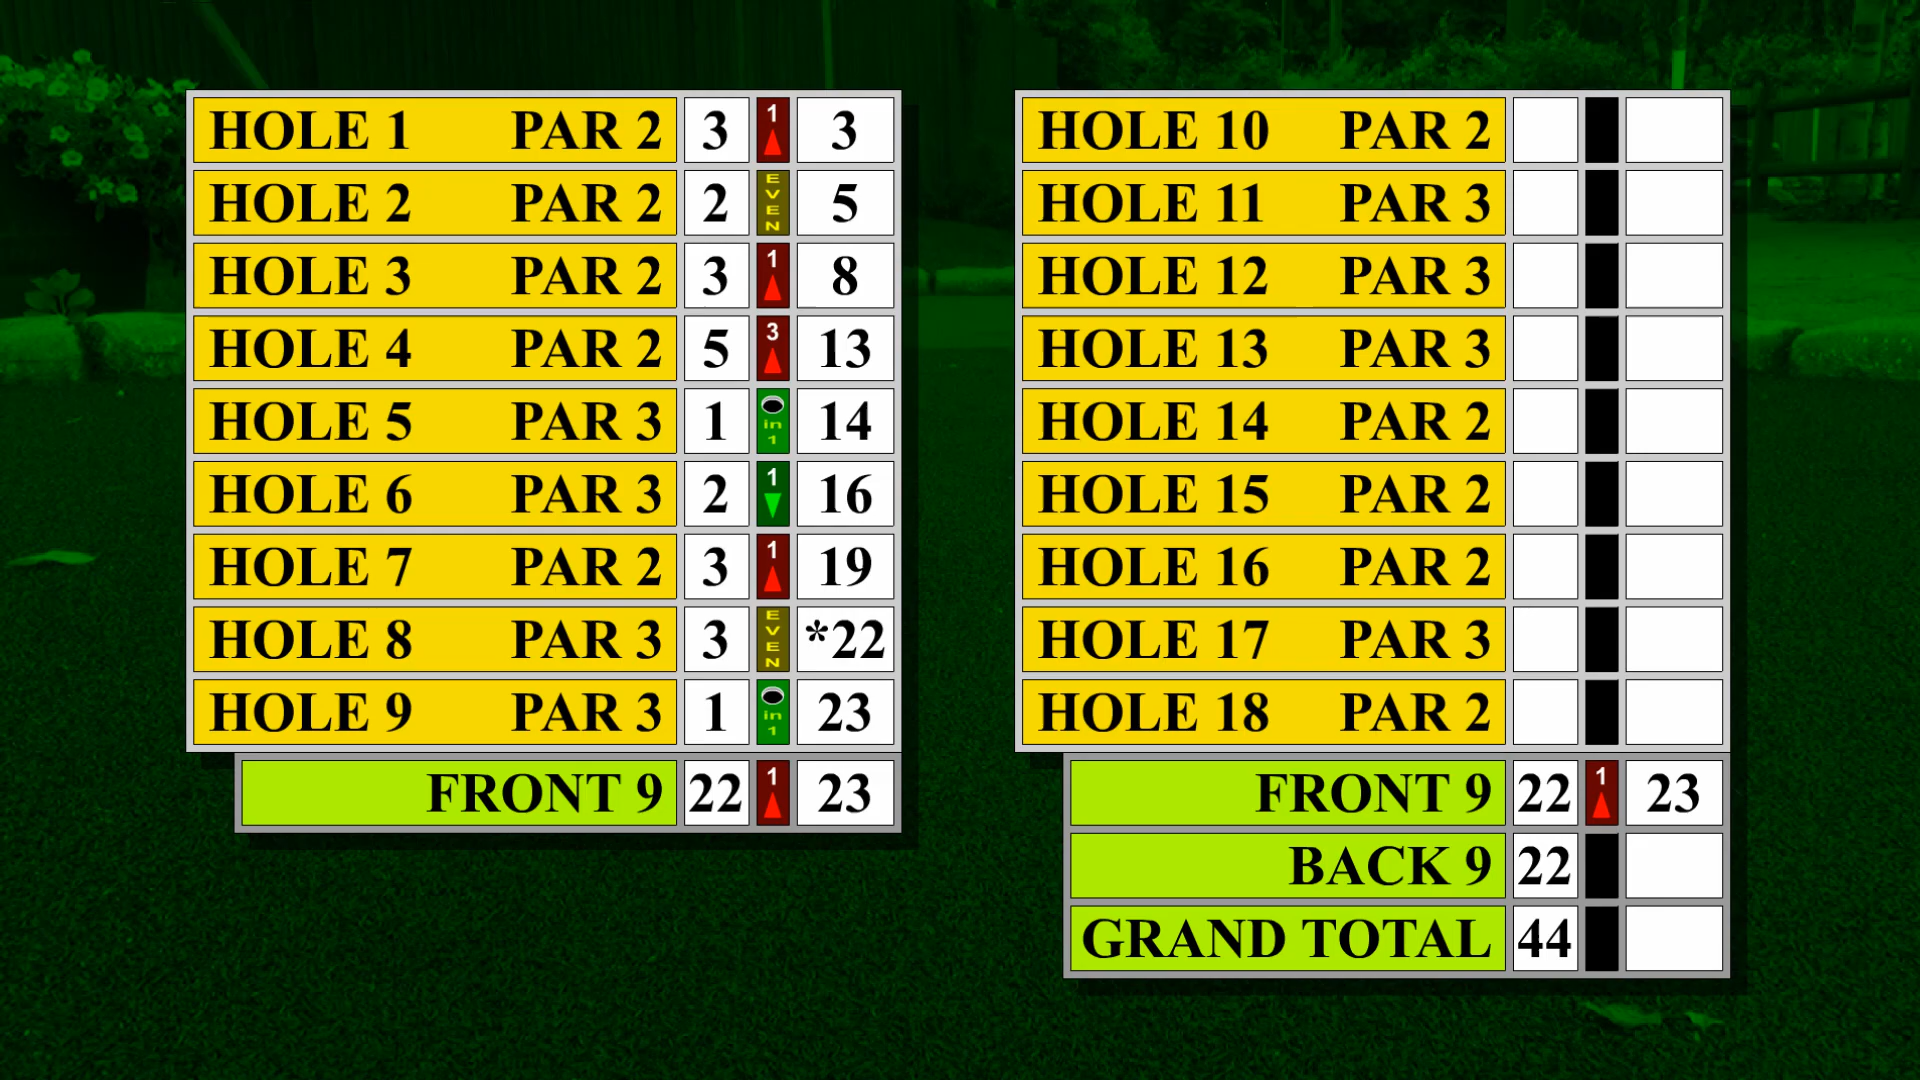 HOLE 1 PAR 2 3 1 3
HOLE 2 PAR 2 2 EVEN 5
HOLE 3 PAR 2 3 1 8
HOLE 4 PAR 2 5 3 13
HOLE 5 PAR 3 1 in 1 14
HOLE 6 PAR 3 2 1 16
HOLE 7 PAR 2 3 1 19
HOLE 8 PAR 3 3 EVEN *22
HOLE 9 PAR 3 1 in 1 23
FRONT 9 22 1 23
HOLE 10 PAR 2
HOLE 11 PAR 3
HOLE 12 PAR 3
HOLE 13 PAR 3
HOLE 14 PAR 2
HOLE 15 PAR 2
HOLE 16 PAR 2
HOLE 17 PAR 3
HOLE 18 PAR 2
FRONT 9 22 1 23
BACK 9 22
GRAND TOTAL 44